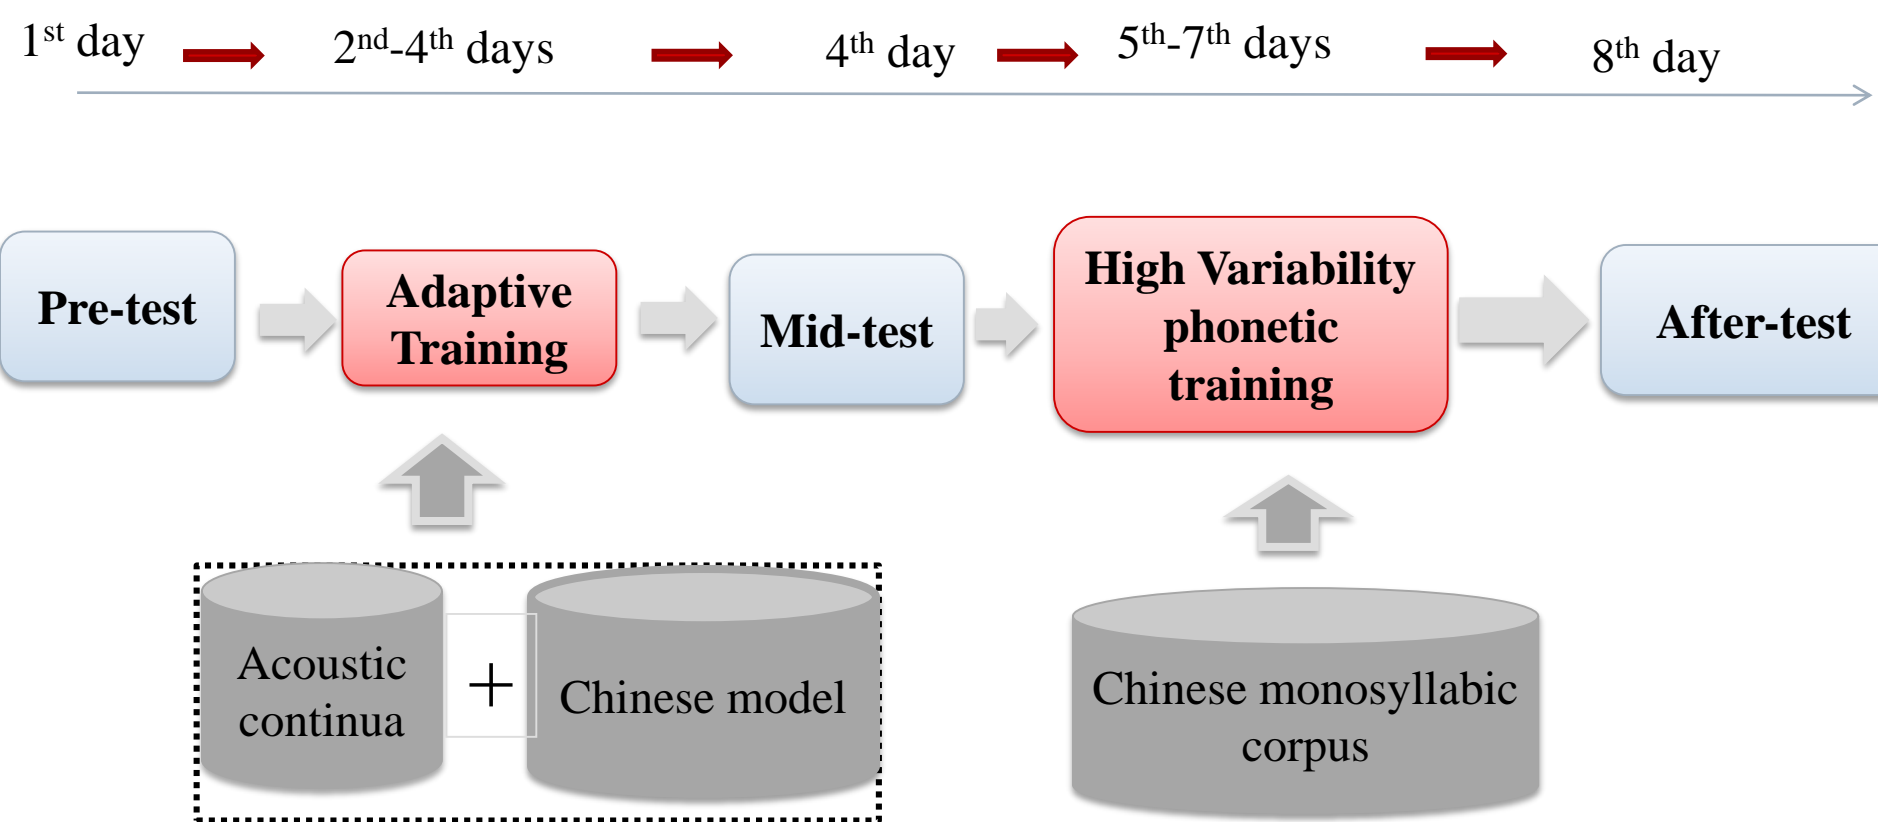 1st day
2nd-4th days
4th day
5th-7th days
8th day
Pre-test
Adaptive
Training
Mid-test
High Variability
phonetic
training
After-test
Acoustic
continua
+
Chinese model
Chinese monosyllabic
corpus